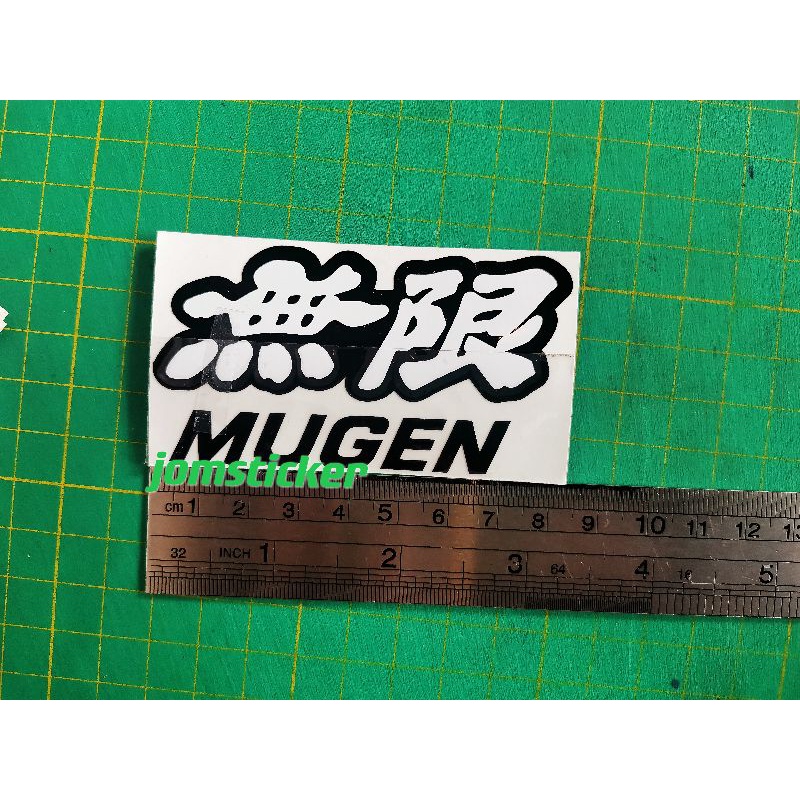 無限
MUGEN
jomsticker
cm 1 2 3 4 5 6 7 8 9 10 11 12 13
32 INCH 1 2 3 64 4 16 5